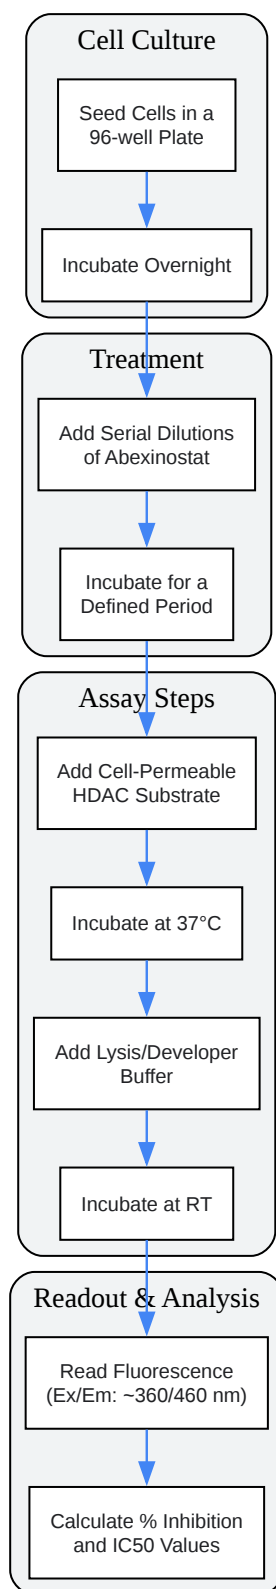 Cell Culture
Seed Cells in a
96-well Plate
Incubate Overnight
Treatment
Add Serial Dilutions
of Abexinostat
Incubate for a
Defined Period
Assay Steps
Add Cell-Permeable
HDAC Substrate
Incubate at 37°C
Add Lysis/Developer
Buffer
Incubate at RT
Readout & Analysis
Read Fluorescence
(Ex/Em: ~360/460 nm)
Calculate % Inhibition
and IC50 Values